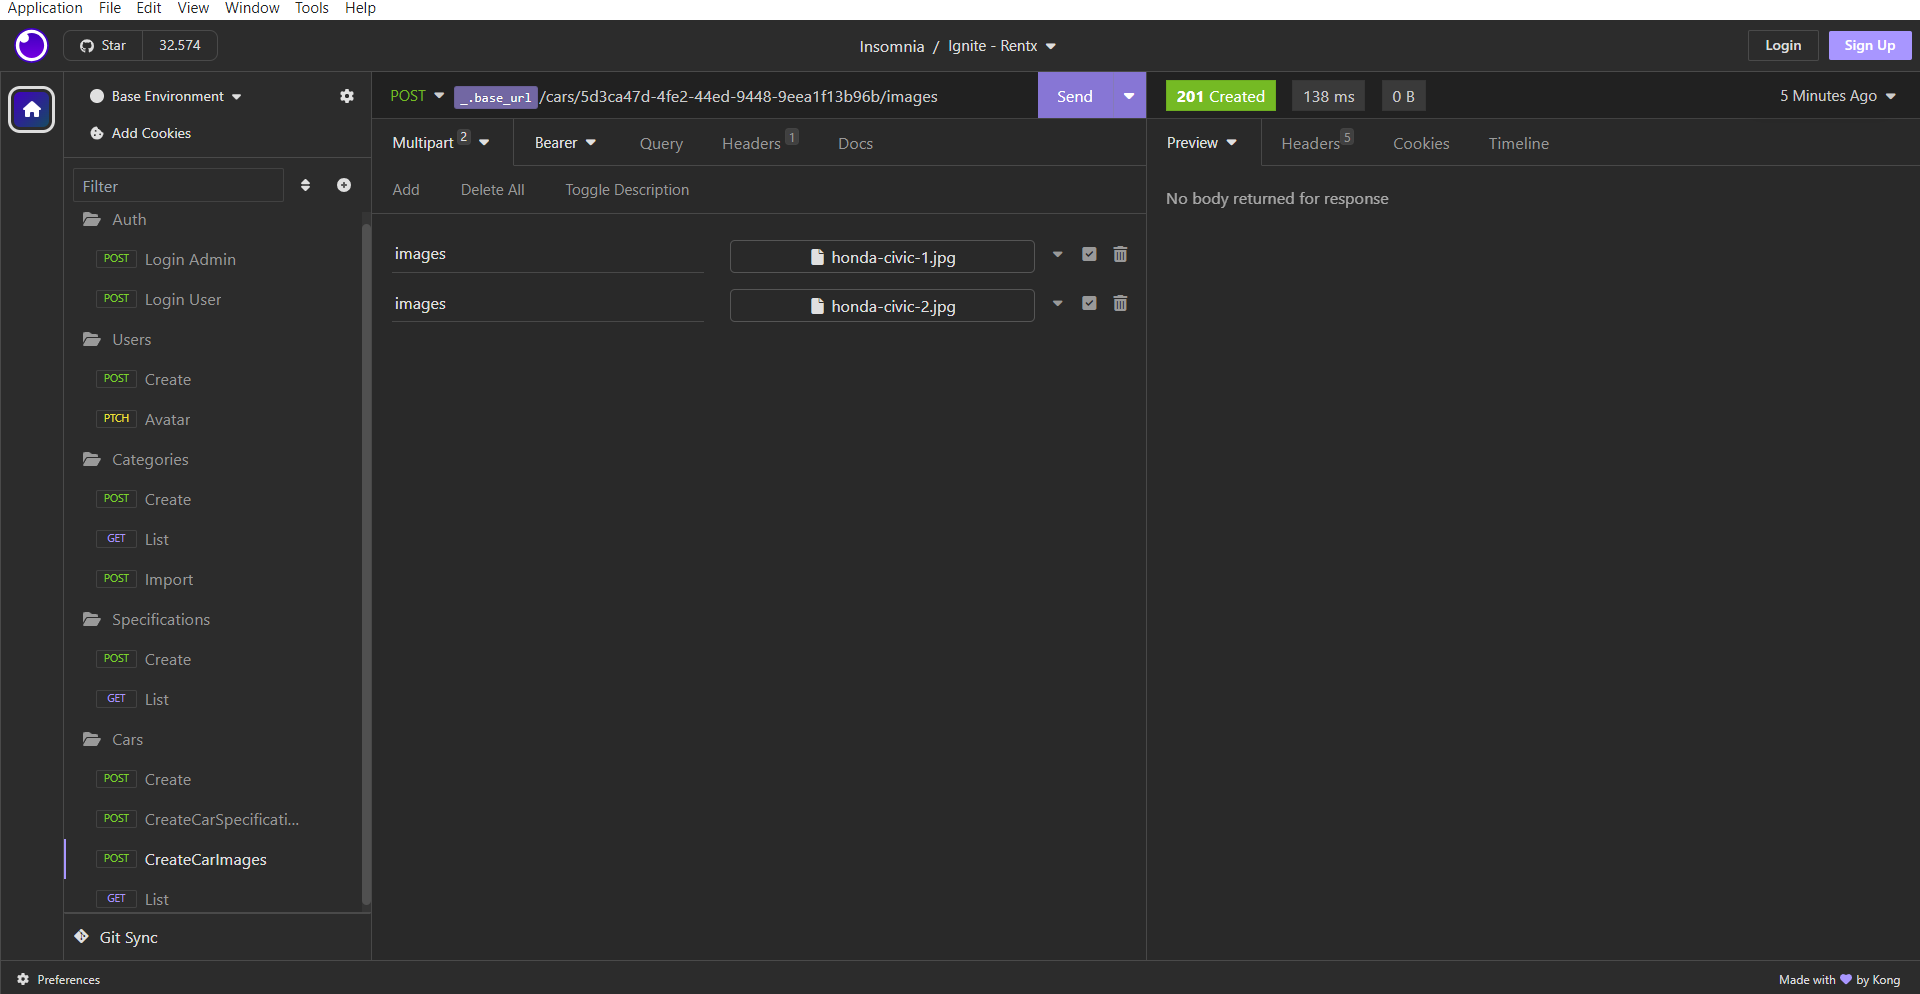 Application File Edit View Window Tools Help
Star 32.574
Insomnia / Ignite - Rentx
Login Sign Up
Base Environment
Add Cookies
Filter
Auth
POST Login Admin
POST Login User
Users
POST Create
PTCH Avatar
Categories
POST Create
GET List
POST Import
Specifications
POST Create
GET List
Cars
POST Create
POST CreateCarSpecificati...
POST CreateCarImages
GET List
Git Sync
POST _.base_url /cars/5d3ca47d-4fe2-44ed-9448-9eea1f13b96b/images Send
Multipart 2 Bearer Query Headers 1 Docs
Add Delete All Toggle Description
images honda-civic-1.jpg
images honda-civic-2.jpg
201 Created 138 ms 0 B 5 Minutes Ago
Preview Headers 5 Cookies Timeline
No body returned for response
Preferences
Made with by Kong